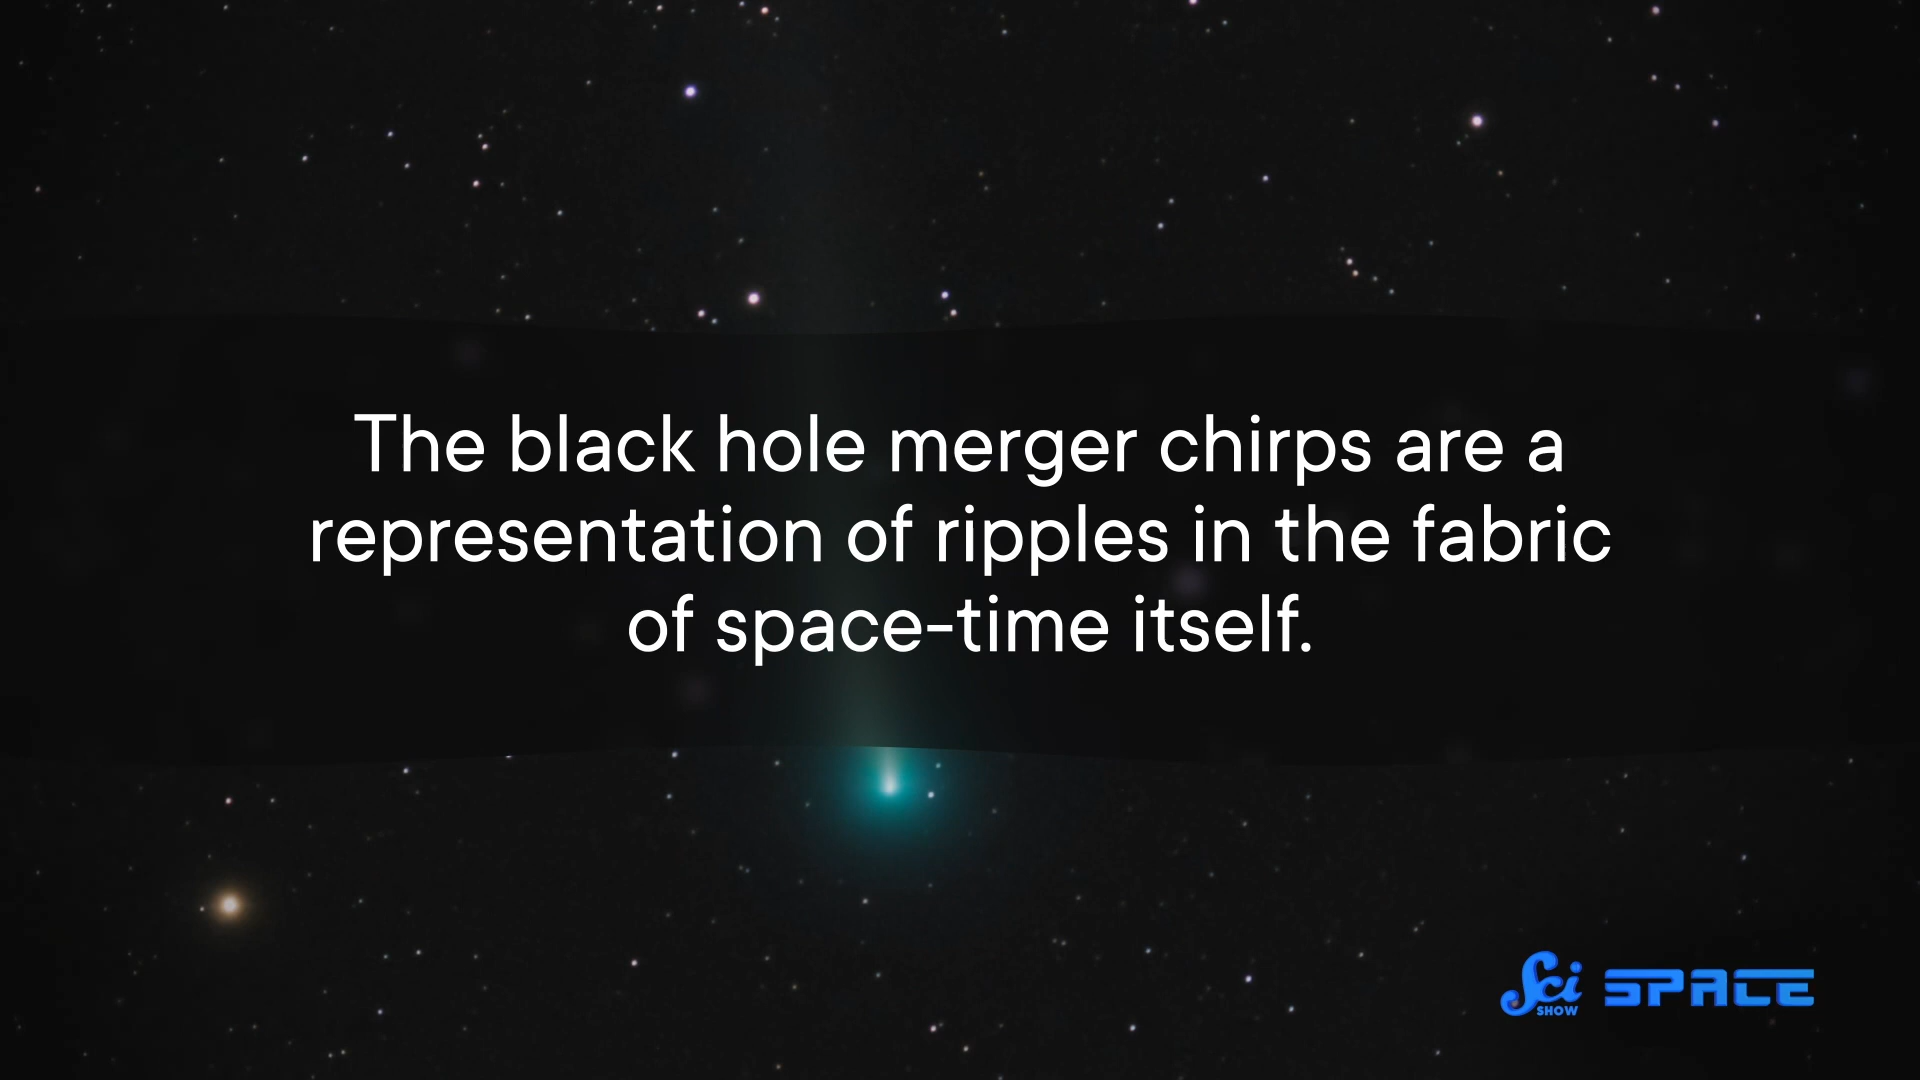 The black hole merger chirps are a
representation of ripples in the fabric
of space-time itself.
Sci SHOW SPACE